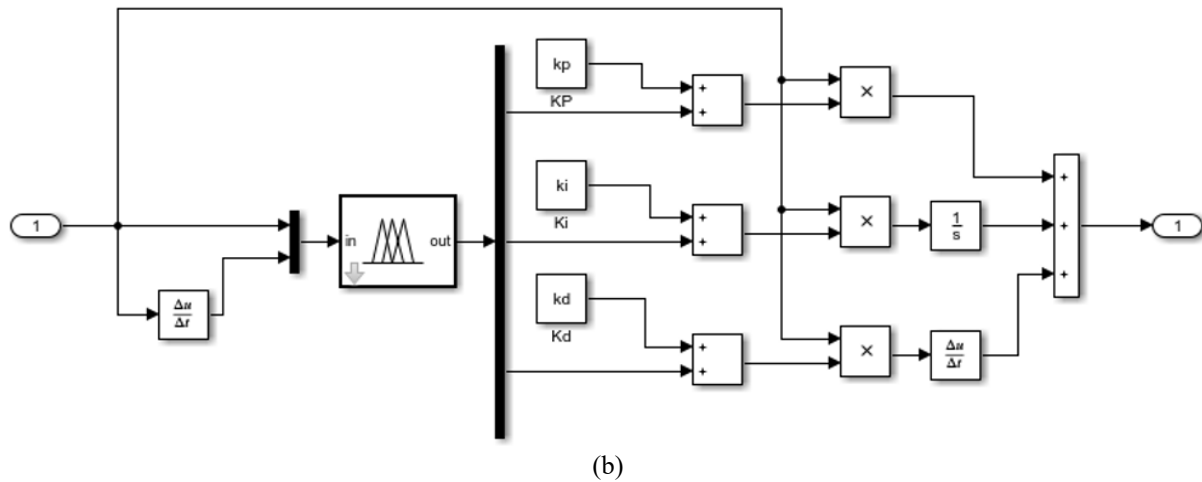 kp
KP
+
+
×
ki
Ki
+
+
×
1
s
+
+
+
1
1
in
out
Δu
Δt
kd
Kd
+
+
×
Δu
Δt
(b)